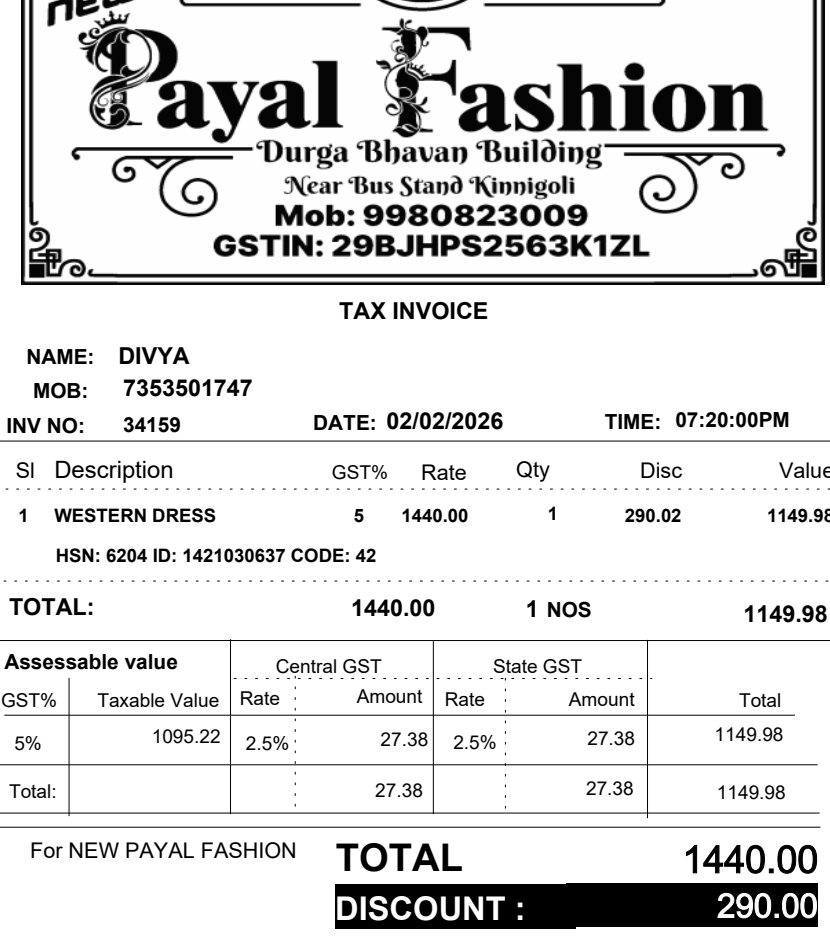 new
Payal Fashion
Durga Bhavan Building
Near Bus Stand Kinnigoli
Mob: 9980823009
GSTIN: 29BJHPS2563K1ZL
TAX INVOICE
NAME: DIVYA
MOB: 7353501747
INV NO: 34159 DATE: 02/02/2026 TIME: 07:20:00PM
Sl Description GST% Rate Qty Disc Value
1 WESTERN DRESS 5 1440.00 1 290.02 1149.98
HSN: 6204 ID: 1421030637 CODE: 42
TOTAL: 1440.00 1 NOS 1149.98
Assessable value Central GST State GST
GST% Taxable Value Rate Amount Rate Amount Total
5% 1095.22 2.5% 27.38 2.5% 27.38 1149.98
Total: 27.38 27.38 1149.98
For NEW PAYAL FASHION TOTAL 1440.00
DISCOUNT : 290.00